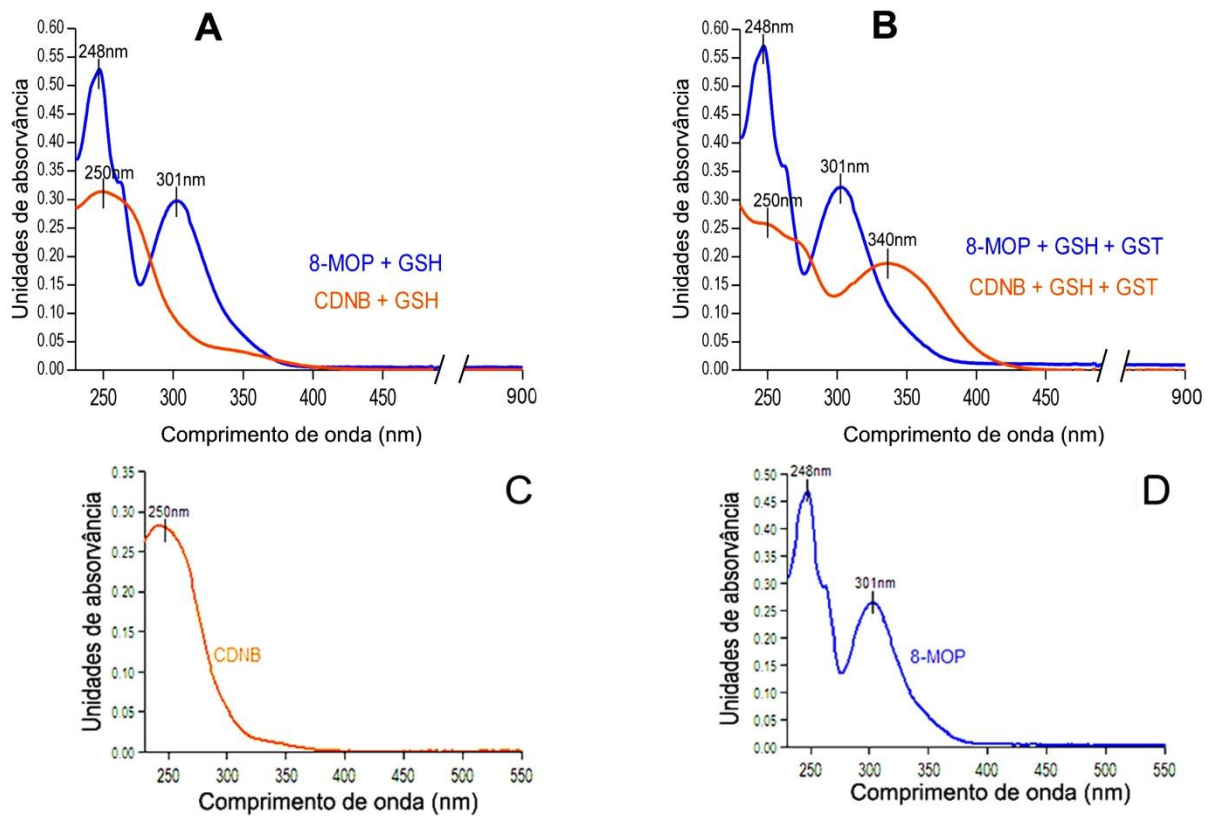 A
Unidades de absorvância
0.60
0.55
0.50
0.45
0.40
0.35
0.30
0.25
0.20
0.15
0.10
0.05
0.00
248nm
250nm
301nm
8-MOP + GSH
CDNB + GSH
250 300 350 400 450 900
Comprimento de onda (nm)
B
Unidades de absorvância
0.60
0.55
0.50
0.45
0.40
0.35
0.30
0.25
0.20
0.15
0.10
0.05
0.00
248nm
250nm
301nm
340nm
8-MOP + GSH + GST
CDNB + GSH + GST
250 300 350 400 450 900
Comprimento de onda (nm)
C
Unidades de absorvância
0.35
0.30
0.25
0.20
0.15
0.10
0.05
0.00
250nm
CDNB
250 300 350 400 450 500 550
Comprimento de onda (nm)
D
Unidades de absorvância
0.50
0.45
0.40
0.35
0.30
0.25
0.20
0.15
0.10
0.05
0.00
248nm
301nm
8-MOP
250 300 350 400 450 500 550
Comprimento de onda (nm)